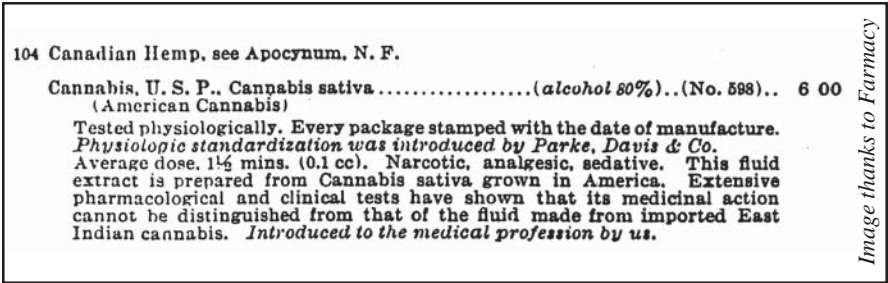 104 Canadian Hemp, see Apocynum, N. F.
Cannabis, U. S. P., Cannabis sativa..................(alcohol 80%)..(No. 598).. 6 00
(American Cannabis)
Tested physiologically. Every package stamped with the date of manufacture.
Physiologic standardization was introduced by Parke, Davis & Co.
Average dose, 1½ mins. (0.1 cc). Narcotic, analgesic, sedative. This fluid
extract is prepared from Cannabis sativa grown in America. Extensive
pharmacological and clinical tests have shown that its medicinal action
cannot be distinguished from that of the fluid made from imported East
Indian cannabis. Introduced to the medical profession by us.
Image thanks to Farmacy